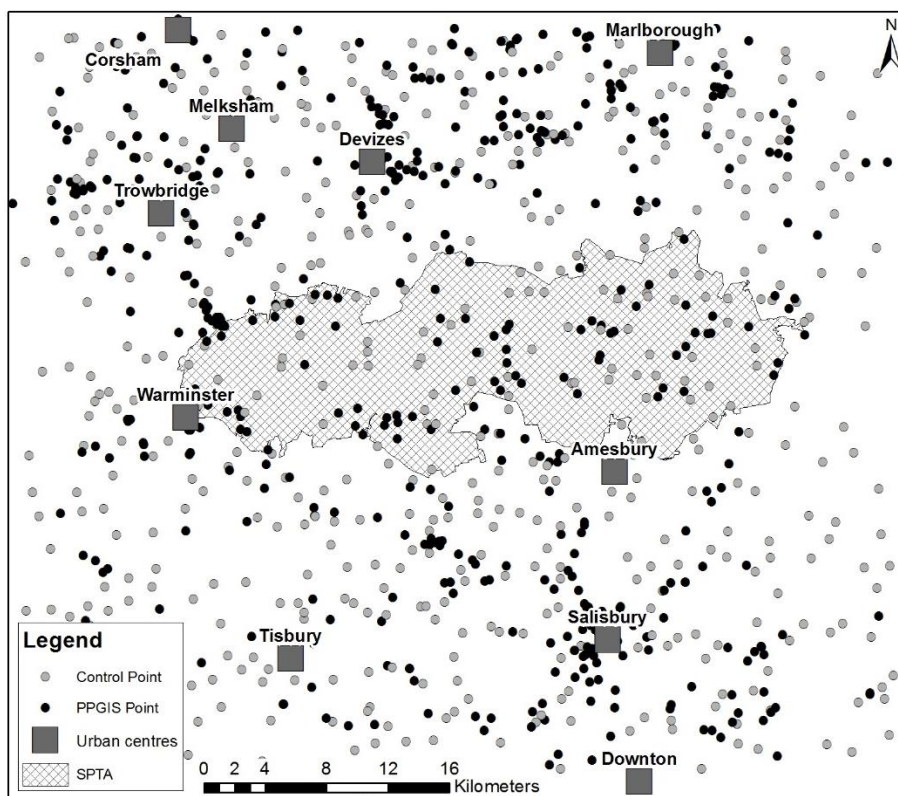 N
Marlborough
Corsham
Melksham
Devizes
Trowbridge
Warminster
Amesbury
Salisbury
Tisbury
Downton
Legend
Control Point
PPGIS Point
Urban centres
SPTA
0 2 4 8 12 16
Kilometers